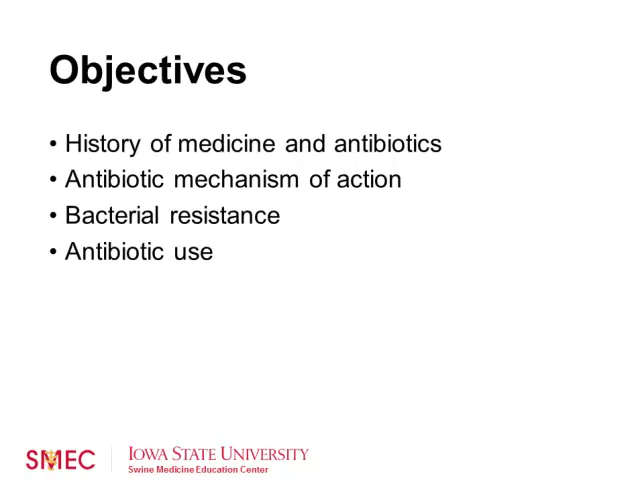 Objectives
• History of medicine and antibiotics
• Antibiotic mechanism of action
• Bacterial resistance
• Antibiotic use
SMEC
IOWA STATE UNIVERSITY
Swine Medicine Education Center